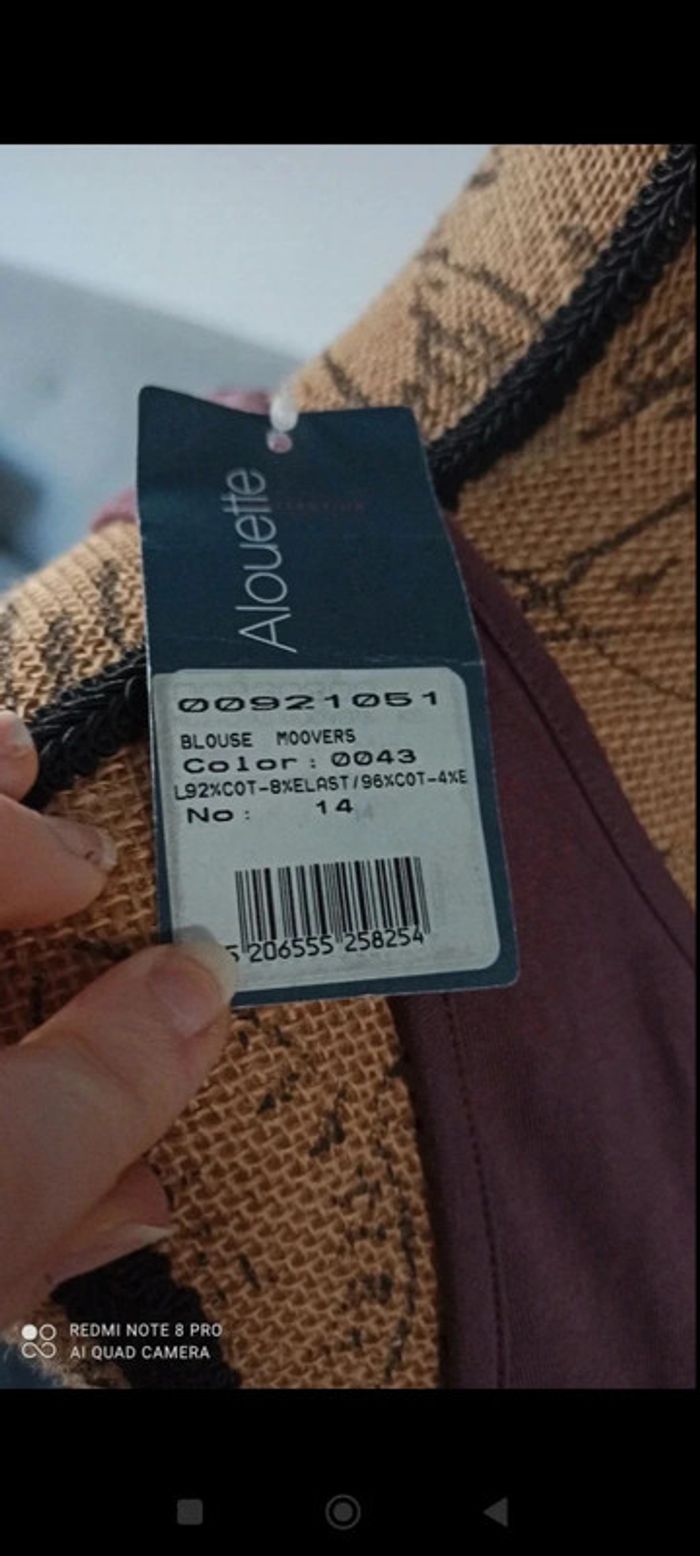 Alouette
00921051
BLOUSE MOOVERS
Color: 0043
L92%COT-8%ELAST/96%COT-4%E
No: 14
5 206555 258254
REDMI NOTE 8 PRO
AI QUAD CAMERA